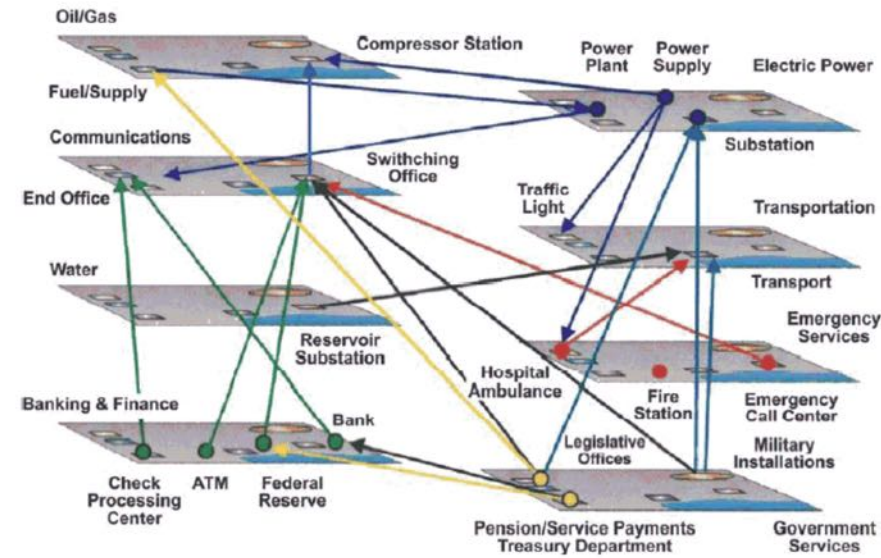 Oil/Gas
Compressor Station
Power
Plant
Power
Supply
Electric Power
Fuel/Supply
Communications
Swithching
Office
Substation
End Office
Traffic
Light
Transportation
Water
Transport
Reservoir
Substation
Emergency
Services
Hospital
Ambulance
Fire
Station
Emergency
Call Center
Banking & Finance
Bank
Legislative
Offices
Military
Installations
Check
Processing
Center
ATM
Federal
Reserve
Pension/Service Payments
Treasury Department
Government
Services